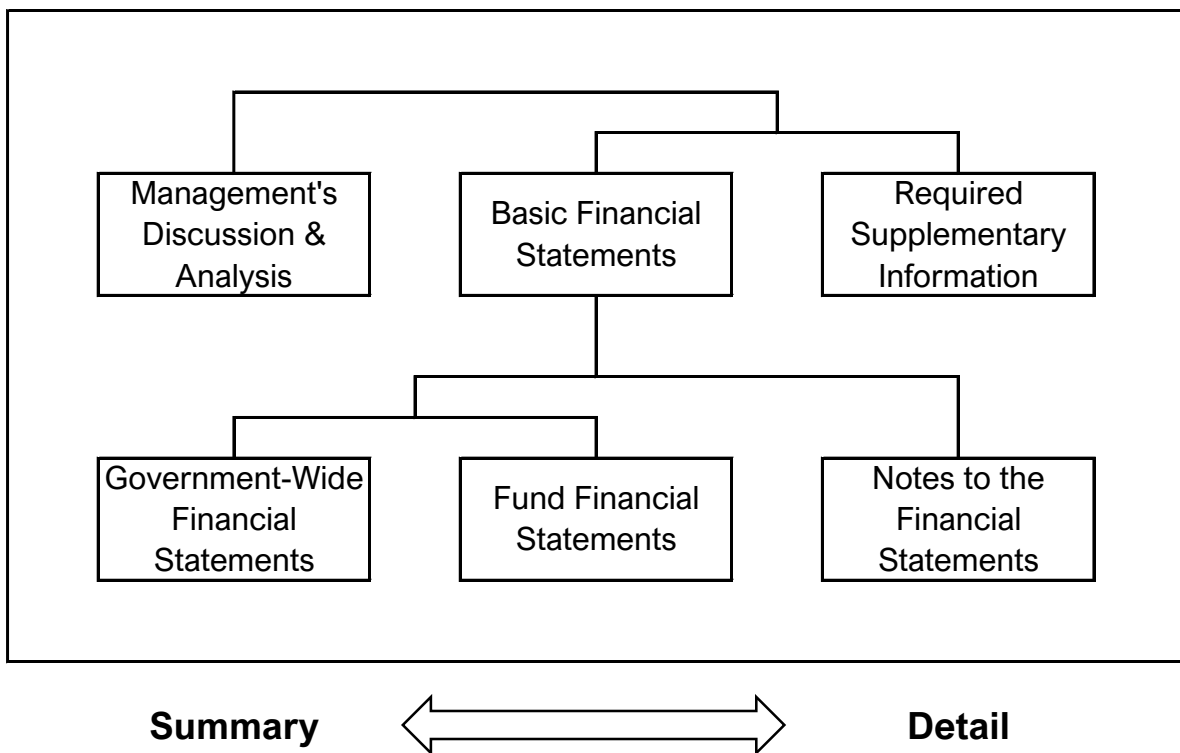 Management's
Discussion &
Analysis
Basic Financial
Statements
Required
Supplementary
Information
Government-Wide
Financial
Statements
Fund Financial
Statements
Notes to the
Financial
Statements
Summary
Detail